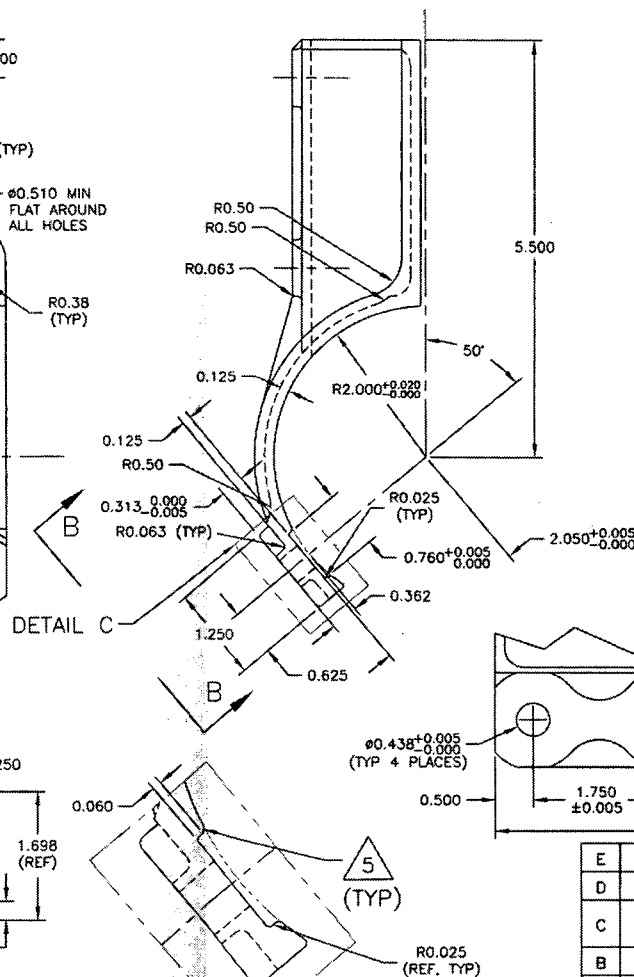 00
(TYP)
ø0.510 MIN
FLAT AROUND
ALL HOLES
R0.38
(TYP)
R0.50
R0.50
R0.063
5.500
50°
0.125
R2.000+0.020
-0.000
0.125
R0.50
0.313 0.000
-0.005
R0.063 (TYP)
R0.025
(TYP)
B
0.760+0.005
0.000
2.050+0.005
-0.000
0.362
DETAIL C
1.250
0.625
B
ø0.438+0.005
-0.000
(TYP 4 PLACES)
250
0.060
0.500
1.750
±0.005
1.698
(REF)
5
(TYP)
R0.025
(REF, TYP)
E
D
C
B